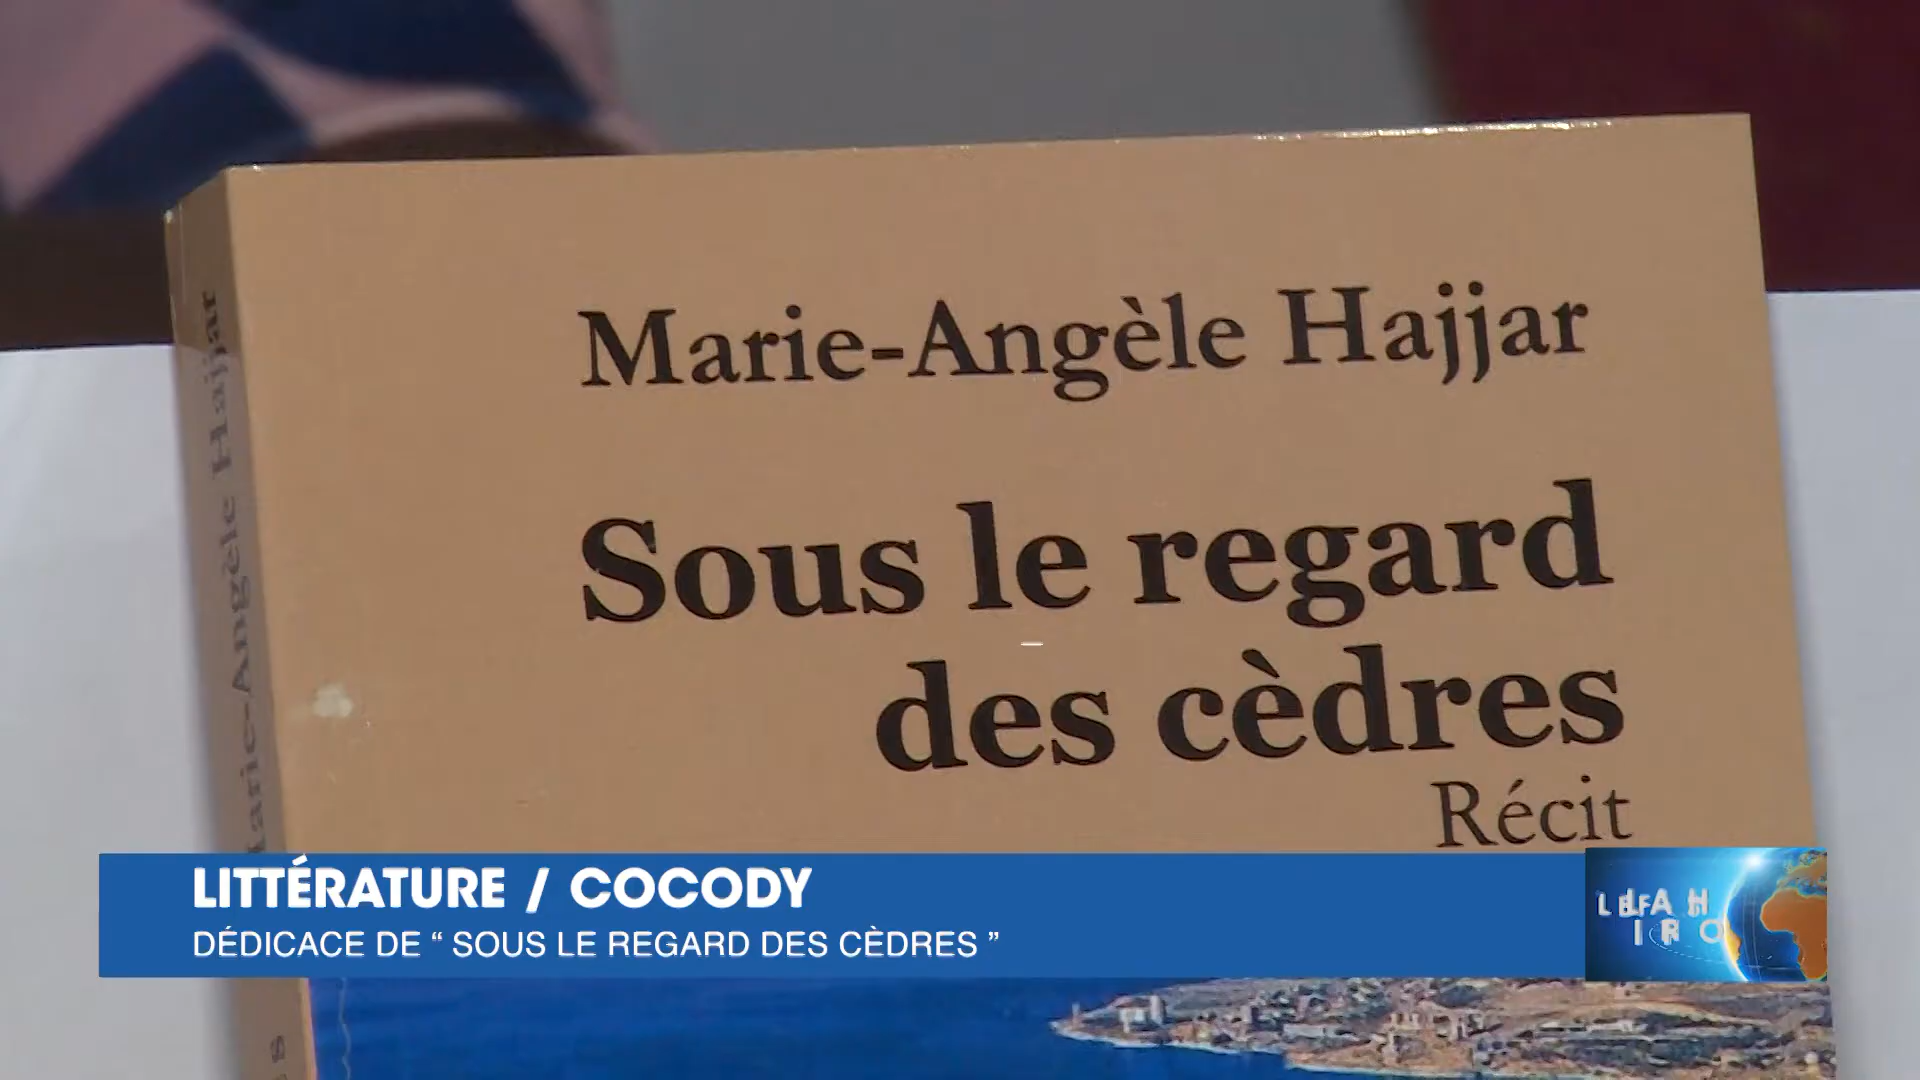 Marie-Angèle Hajjar
Sous le regard
des cèdres
Récit
Marie-Angèle Hajjar
LITTÉRATURE / COCODY
DÉDICACE DE “ SOUS LE REGARD DES CÈDRES ”